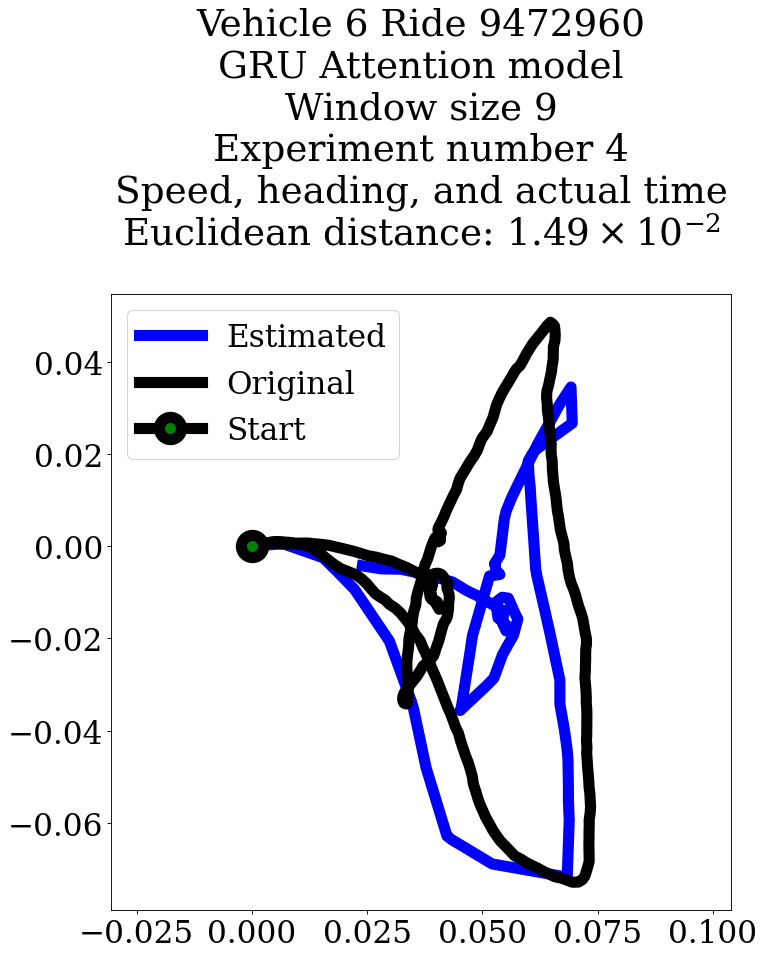 Vehicle 6 Ride 9472960
GRU Attention model
Window size 9
Experiment number 4
Speed, heading, and actual time
Euclidean distance: 1.49 × 10⁻²
Estimated
Original
Start
0.04
0.02
0.00
−0.02
−0.04
−0.06
−0.025 0.000 0.025 0.050 0.075 0.100